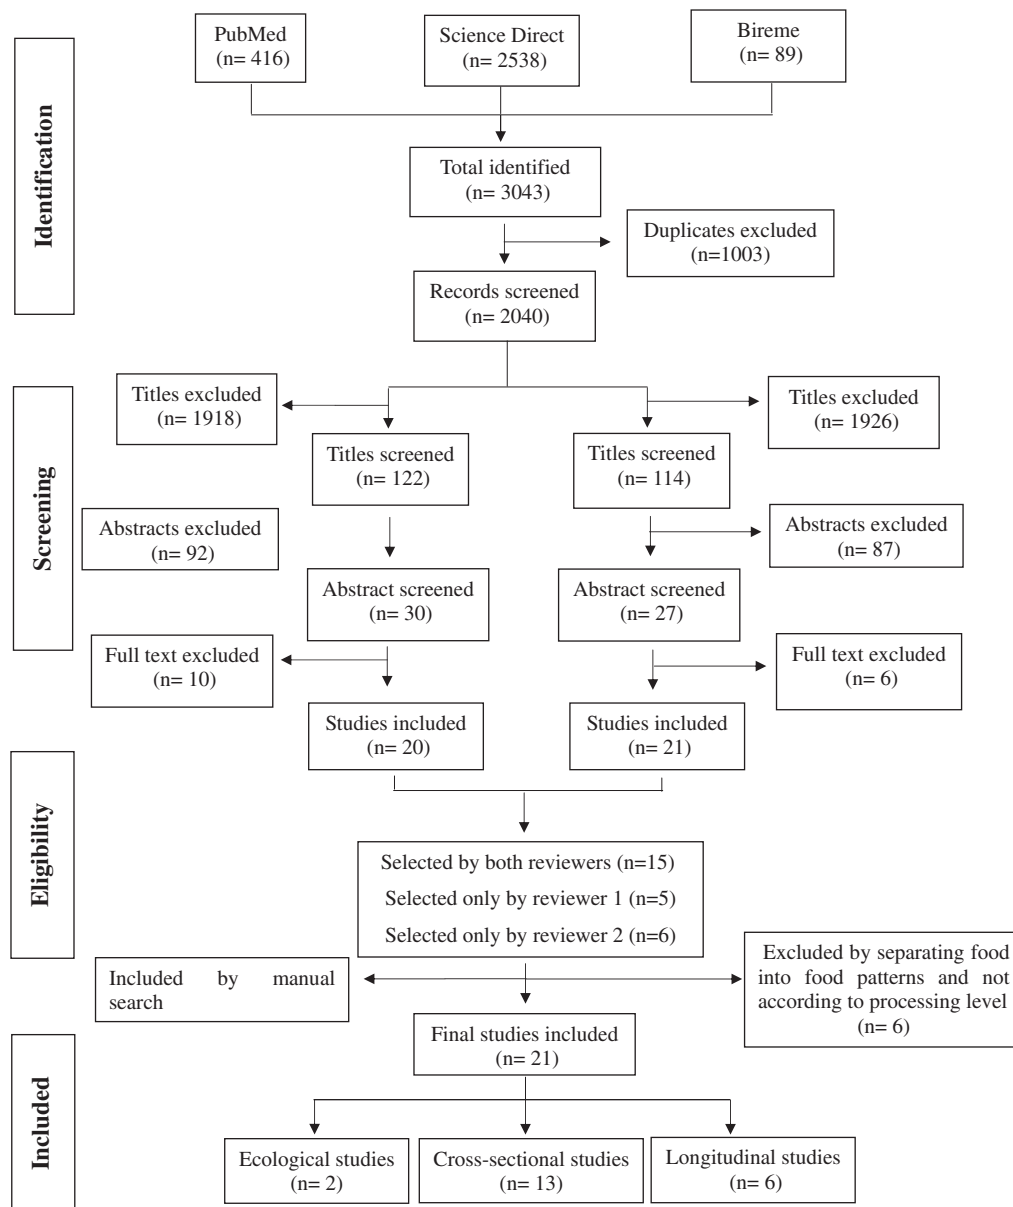 PubMed
(n= 416)
Science Direct
(n= 2538)
Bireme
(n= 89)
Identification
Total identified
(n= 3043)
Duplicates excluded
(n=1003)
Records screened
(n= 2040)
Screening
Titles excluded
(n= 1918)
Titles excluded
(n= 1926)
Titles screened
(n= 122)
Titles screened
(n= 114)
Abstracts excluded
(n= 92)
Abstracts excluded
(n= 87)
Abstract screened
(n= 30)
Abstract screened
(n= 27)
Full text excluded
(n= 10)
Full text excluded
(n= 6)
Studies included
(n= 20)
Studies included
(n= 21)
Eligibility
Selected by both reviewers (n=15)
Selected only by reviewer 1 (n=5)
Selected only by reviewer 2 (n=6)
Included by manual
search
Excluded by separating food
into food patterns and not
according to processing level
(n= 6)
Included
Final studies included
(n= 21)
Ecological studies
(n= 2)
Cross-sectional studies
(n= 13)
Longitudinal studies
(n= 6)